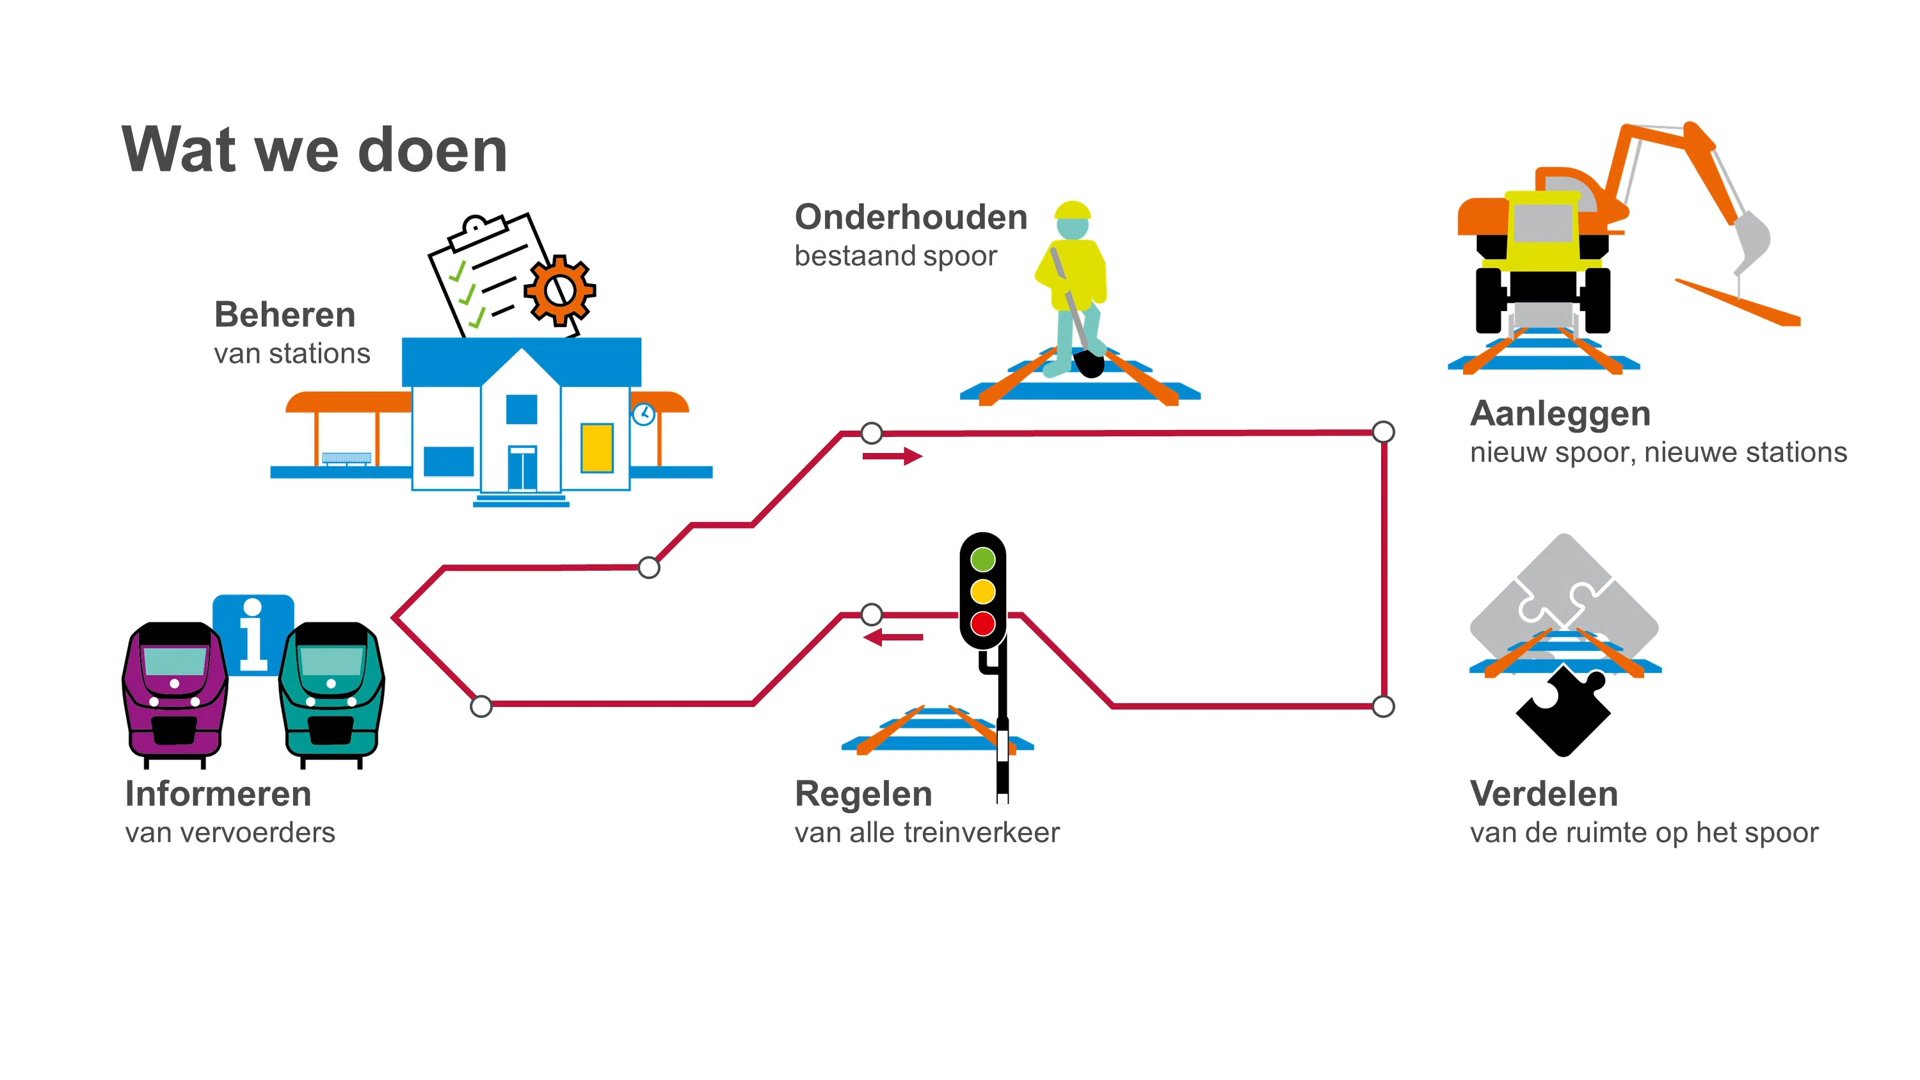 Wat we doen
Beheren
van stations
Onderhouden
bestaand spoor
Aanleggen
nieuw spoor, nieuwe stations
i
Informeren
van vervoerders
Regelen
van alle treinverkeer
Verdelen
van de ruimte op het spoor